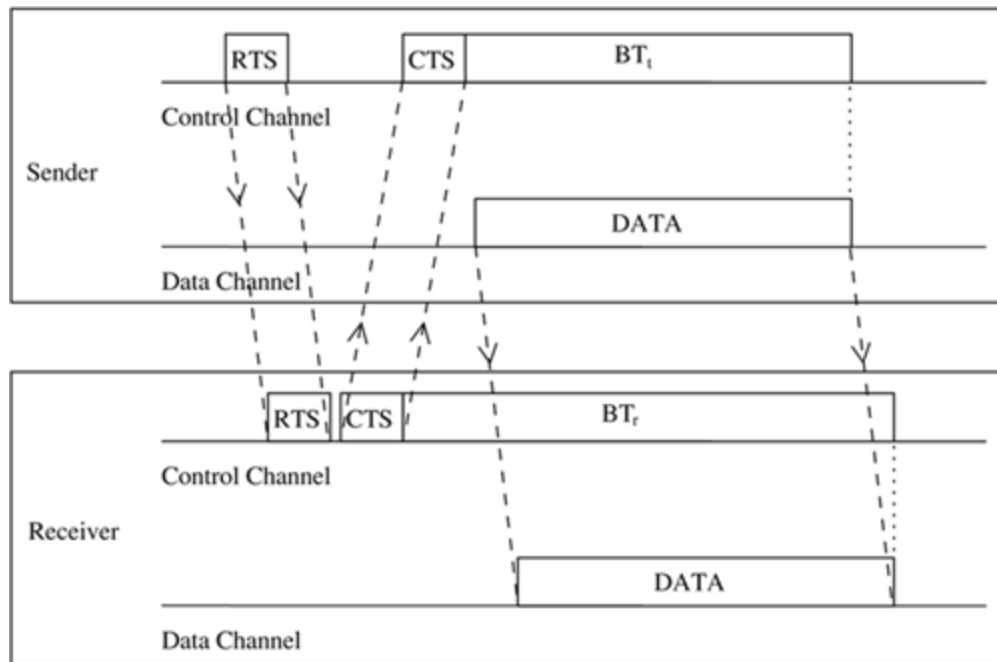 RTS
CTS
BTt
Control Channel
Sender
DATA
Data Channel
RTS
CTS
BTr
Control Channel
Receiver
DATA
Data Channel